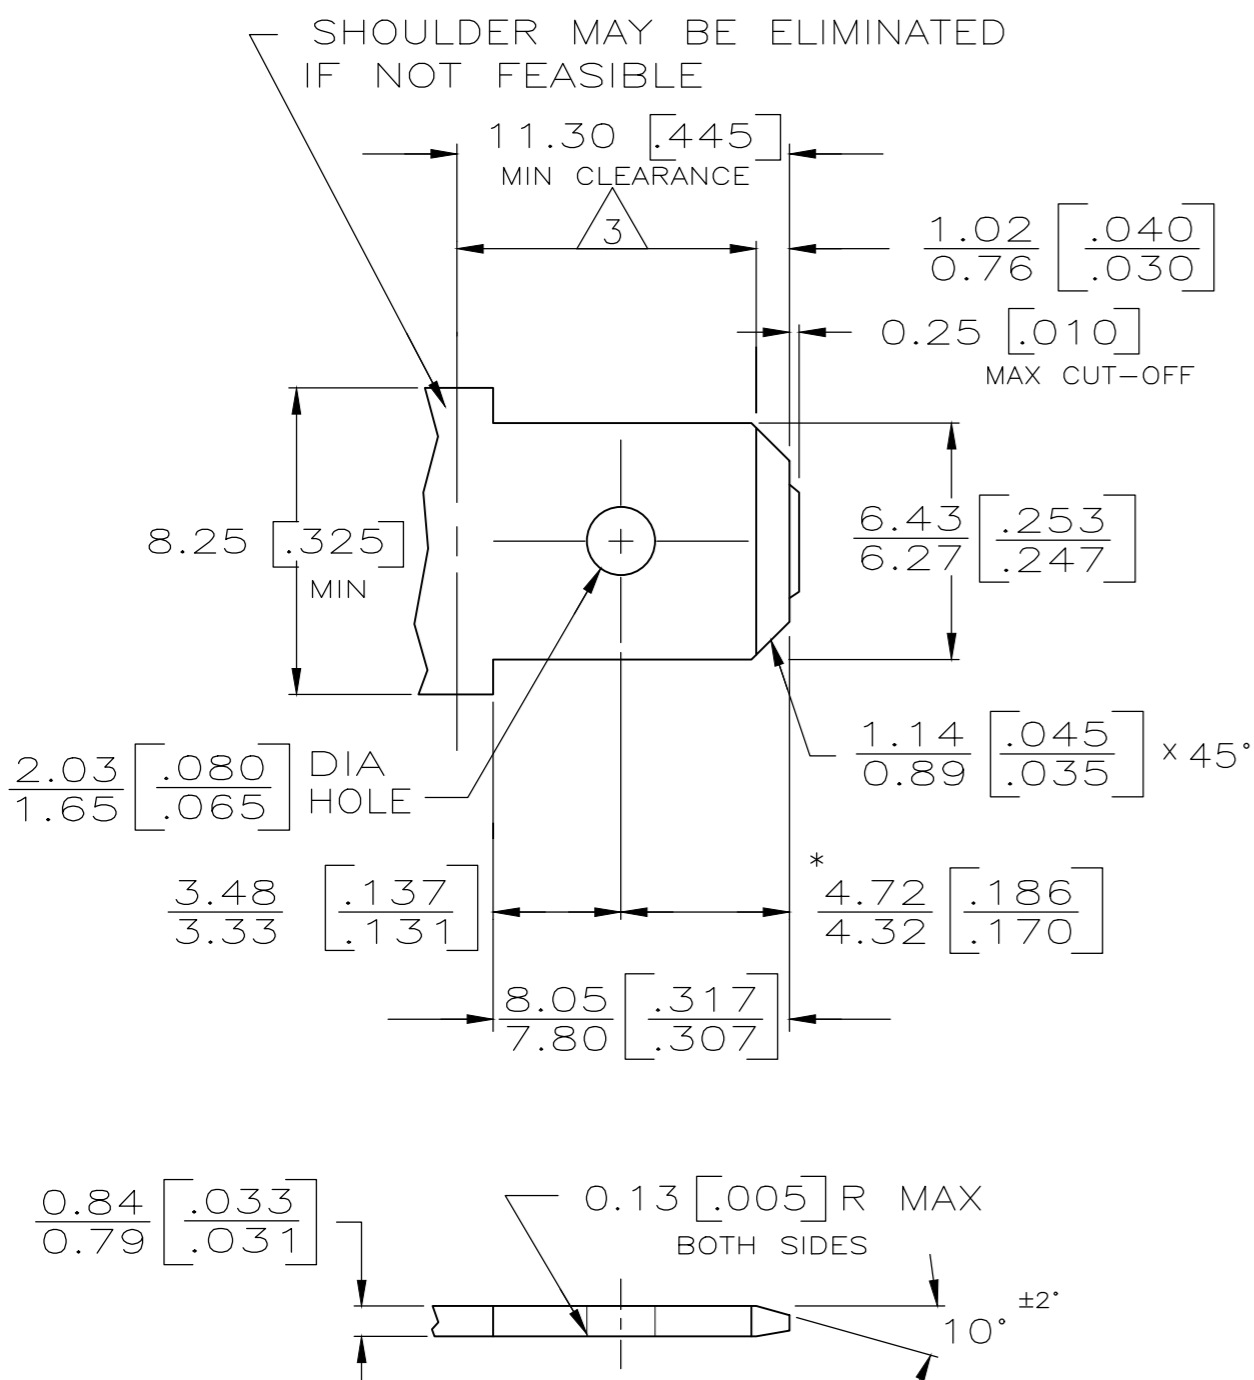 SHOULDER MAY BE ELIMINATED
IF NOT FEASIBLE
11.30 [.445]
MIN CLEARANCE
3
1.02 [.040
0.76 .030]
0.25 [.010]
MAX CUT-OFF
8.25 [.325]
MIN
6.43 [.253
6.27 .247]
2.03 [.080
1.65 .065]
DIA
HOLE
1.14 [.045
0.89 .035] x 45°
3.48 [.137
3.33 .131]
*
4.72 [.186
4.32 .170]
8.05 [.317
7.80 .307]
0.84 [.033
0.79 .031]
0.13 [.005] R MAX
BOTH SIDES
10° ±2°